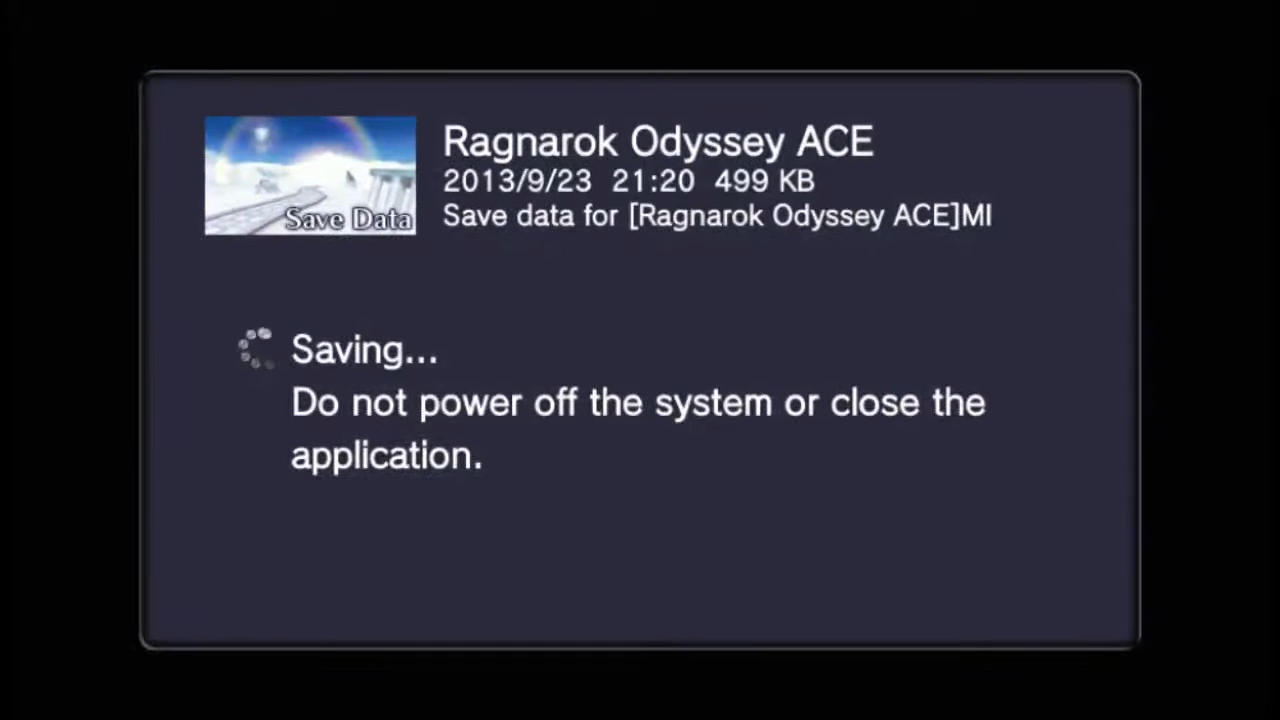 Ragnarok Odyssey ACE
2013/9/23 21:20 499 KB
Save data for [Ragnarok Odyssey ACE]MI
Save Data
Saving...
Do not power off the system or close the
application.